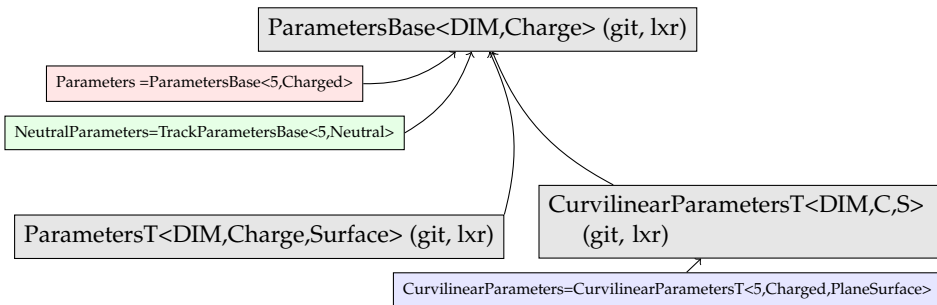 ParametersBase<DIM,Charge> (git, lxr)
Parameters =ParametersBase<5,Charged>
NeutralParameters=TrackParametersBase<5,Neutral>
ParametersT<DIM,Charge,Surface> (git, lxr)
CurvilinearParametersT<DIM,C,S>
(git, lxr)
CurvilinearParameters=CurvilinearParametersT<5,Charged,PlaneSurface>